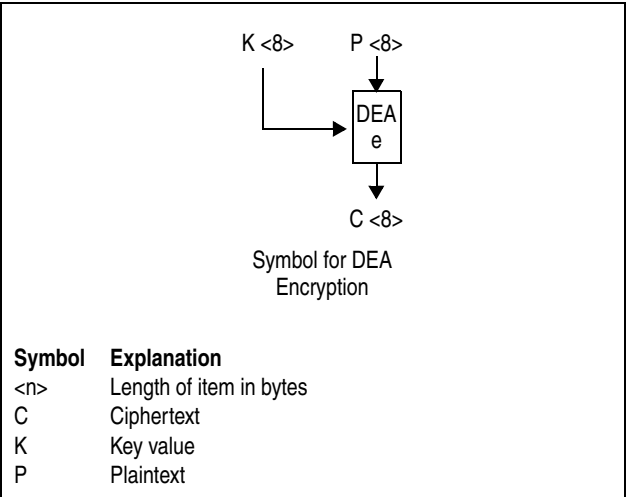 K <8> P <8>
DEA
e
C <8>
Symbol for DEA
Encryption
Symbol Explanation
<n> Length of item in bytes
C Ciphertext
K Key value
P Plaintext